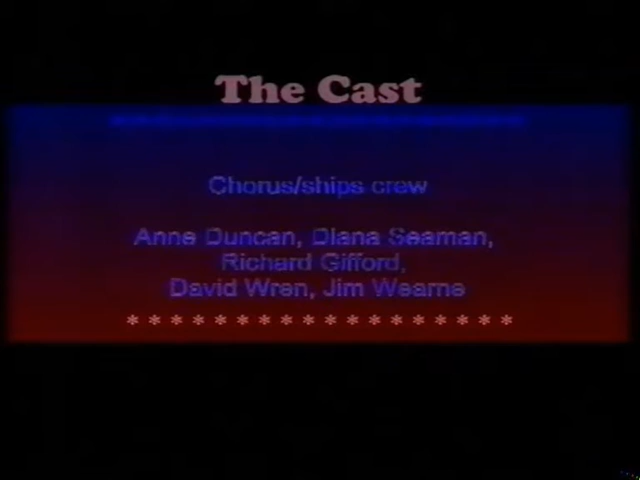 The Cast
Chorus/ships crew
Anne Duncan, Diana Seaman,
Richard Gifford,
David Wren, Jim Wearne
* * * * * * * * * * * * * * * * * *